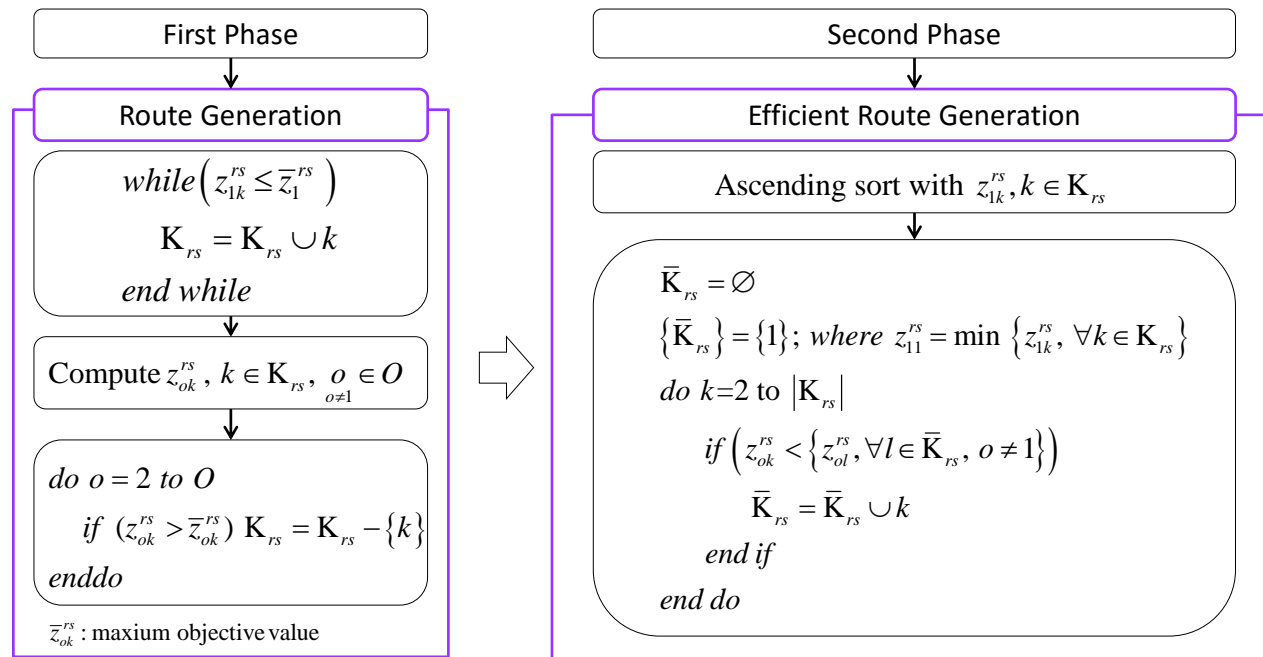 First Phase
Route Generation
while(z_{1k}^{rs} ≤ z̄_1^{rs})
K_{rs} = K_{rs} ∪ k
end while
Compute z_{ok}^{rs} , k ∈ K_{rs}, o ∈ O
o≠1
do o = 2 to O
if (z_{ok}^{rs} > z̄_{ok}^{rs}) K_{rs} = K_{rs} − {k}
enddo
z̄_{ok}^{rs} : maxium objective value
Second Phase
Efficient Route Generation
Ascending sort with z_{1k}^{rs}, k ∈ K_{rs}
K̄_{rs} = ∅
{K̄_{rs}} = {1}; where z_{11}^{rs} = min {z_{1k}^{rs}, ∀k ∈ K_{rs}}
do k=2 to |K_{rs}|
if (z_{ok}^{rs} < {z_{ol}^{rs}, ∀l ∈ K̄_{rs}, o ≠ 1})
K̄_{rs} = K̄_{rs} ∪ k
end if
end do